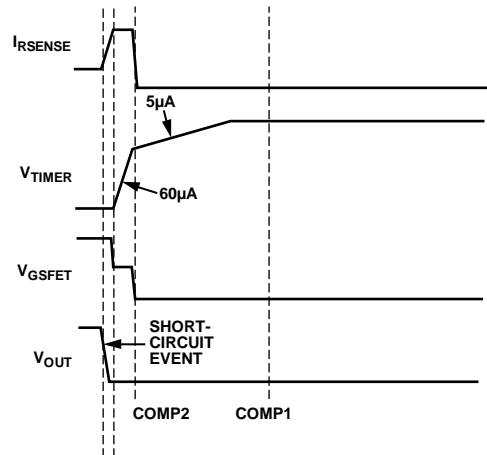 IRSENSE
5µA
VTIMER
60µA
VGSFET
SHORT-
CIRCUIT
EVENT
VOUT
COMP2
COMP1